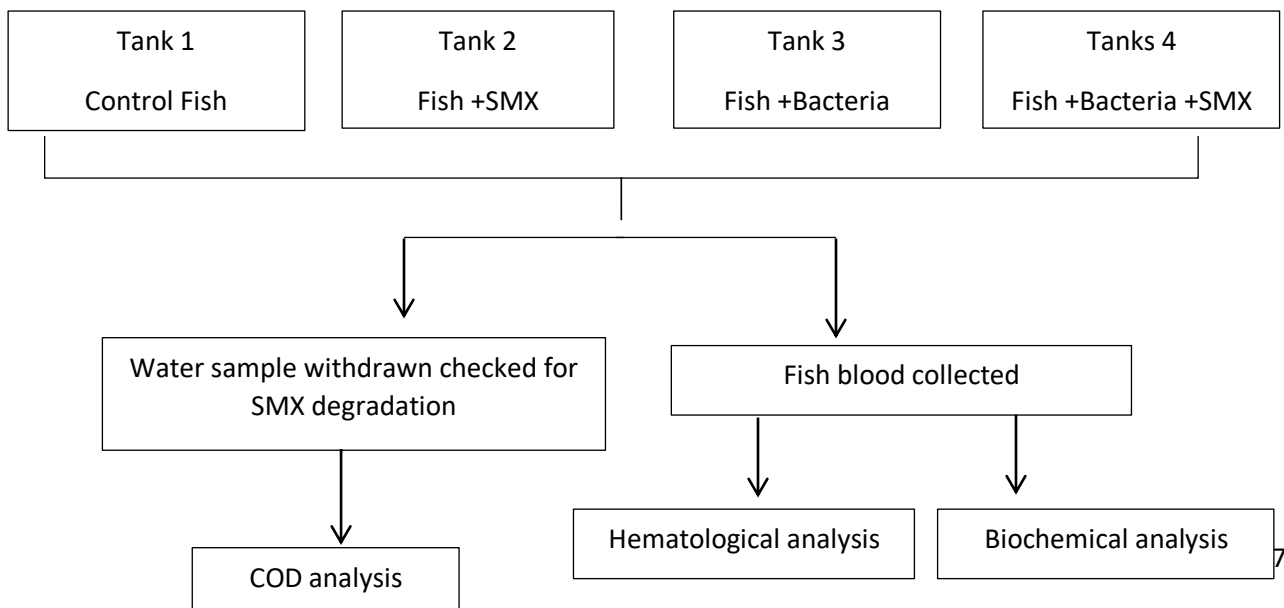 Tank 1
Control Fish
Tank 2
Fish +SMX
Tank 3
Fish +Bacteria
Tanks 4
Fish +Bacteria +SMX
Water sample withdrawn checked for
SMX degradation
Fish blood collected
COD analysis
Hematological analysis
Biochemical analysis
7